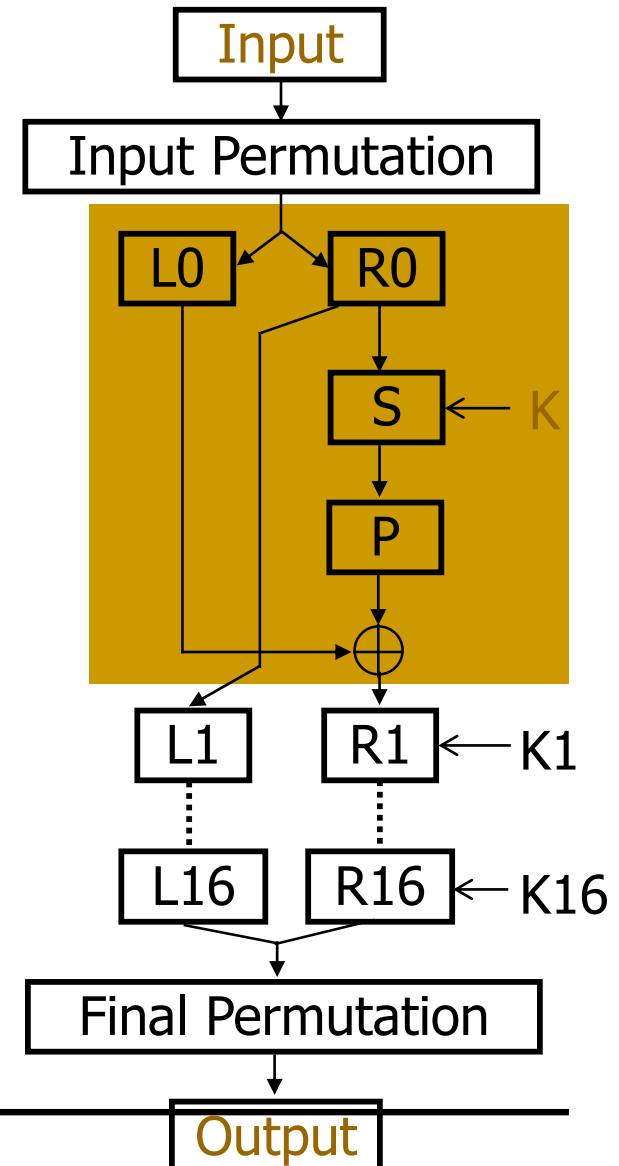 Input
Input Permutation
L0 R0
S K
P
L1 R1 K1
L16 R16 K16
Final Permutation
Output